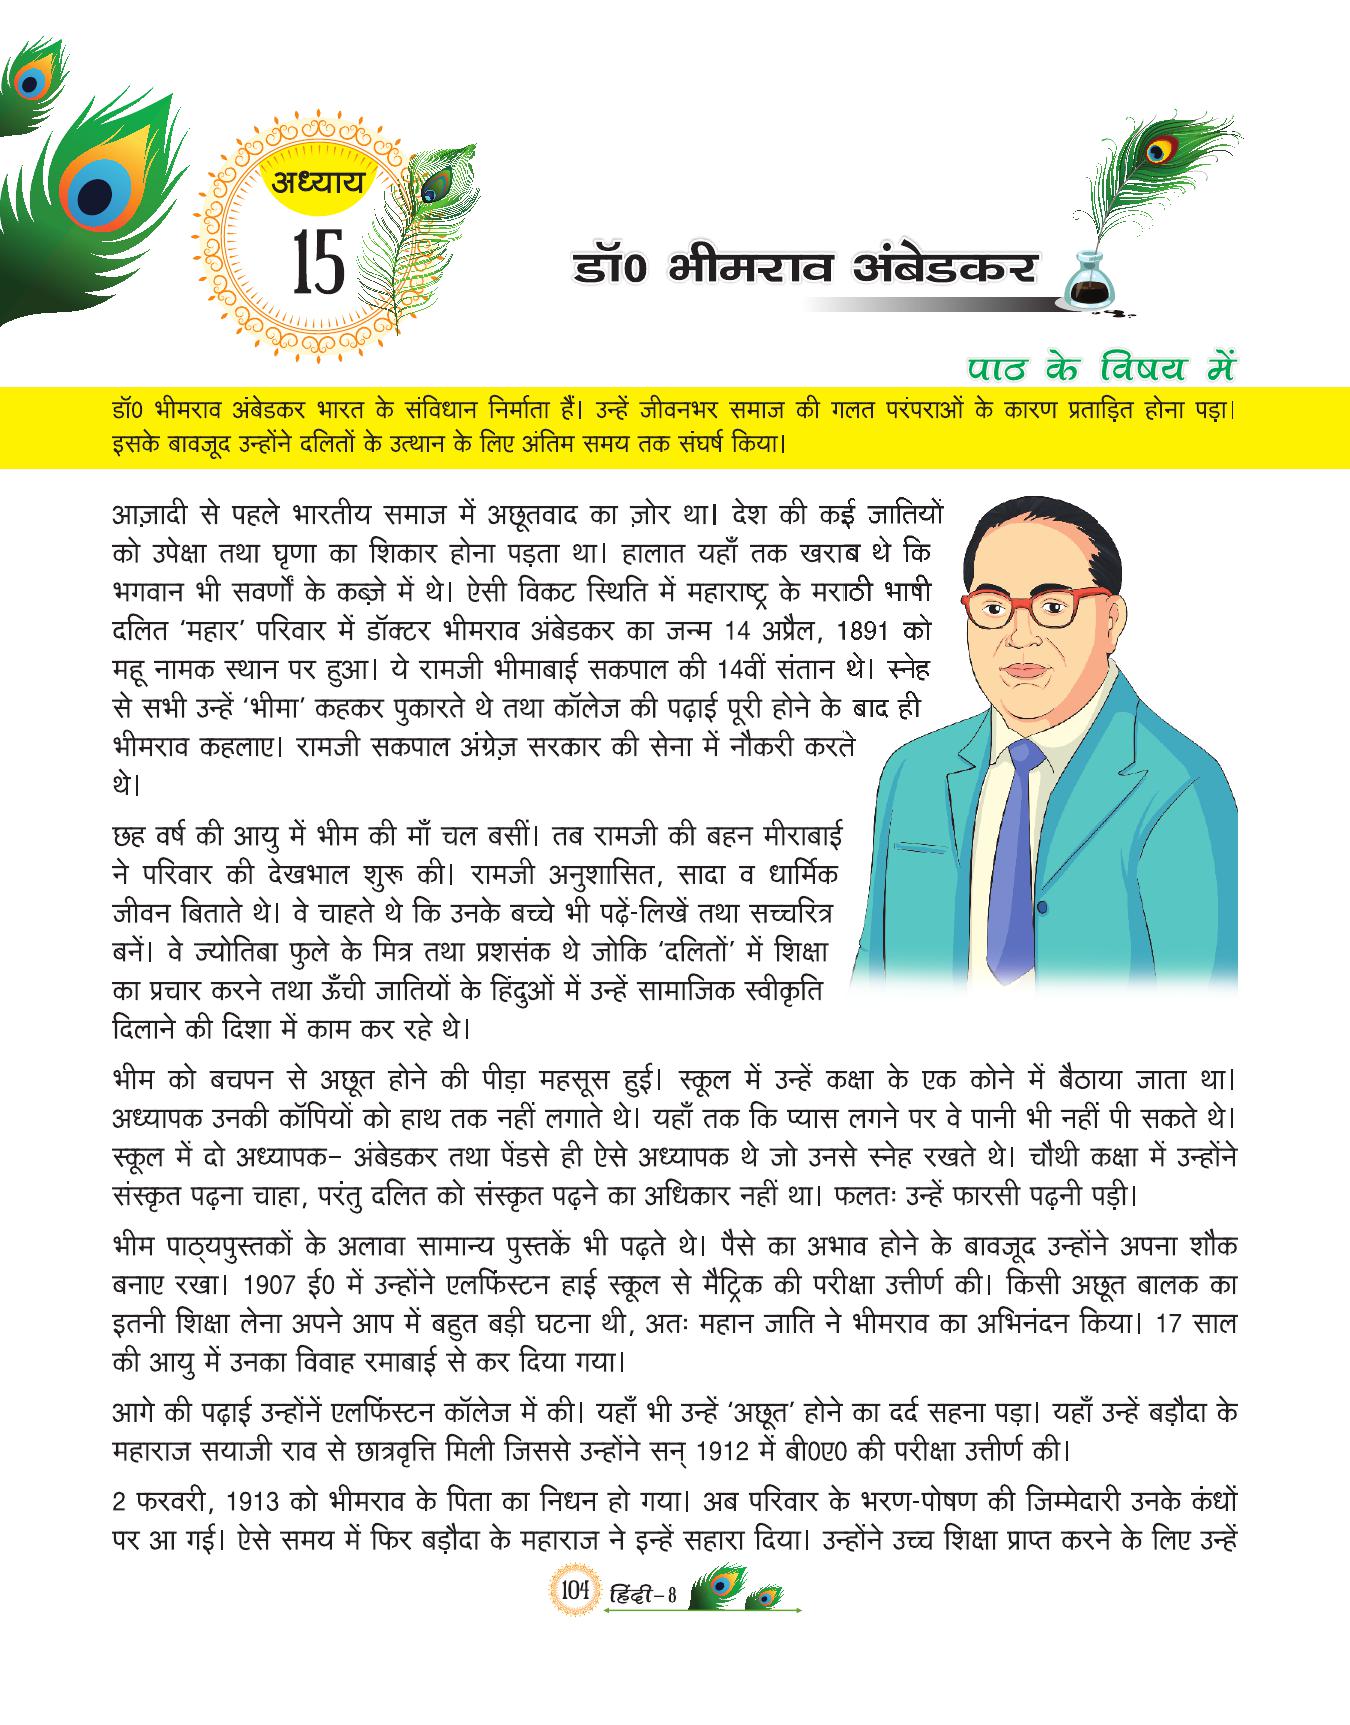 अध्याय
15
डॉ0 भीमराव अंबेडकर
पाठ के विषय में
डॉ0 भीमराव अंबेडकर भारत के संविधान निर्माता हैं। उन्हें जीवनभर समाज की गलत परंपराओं के कारण प्रताड़ित होना पड़ा।
इसके बावजूद उन्होंने दलितों के उत्थान के लिए अंतिम समय तक संघर्ष किया।
आज़ादी से पहले भारतीय समाज में अछूतवाद का ज़ोर था। देश की कई जातियों
को उपेक्षा तथा घृणा का शिकार होना पड़ता था। हालात यहाँ तक खराब थे कि
भगवान भी सवर्णों के कब्ज़े में थे। ऐसी विकट स्थिति में महाराष्ट्र के मराठी भाषी
दलित ‘महार’ परिवार में डॉक्टर भीमराव अंबेडकर का जन्म 14 अप्रैल, 1891 को
महू नामक स्थान पर हुआ। ये रामजी भीमाबाई सकपाल की 14वीं संतान थे। स्नेह
से सभी उन्हें ‘भीमा’ कहकर पुकारते थे तथा कॉलेज की पढ़ाई पूरी होने के बाद ही
भीमराव कहलाए। रामजी सकपाल अंग्रेज़ सरकार की सेना में नौकरी करते
थे।
छह वर्ष की आयु में भीम की माँ चल बसीं। तब रामजी की बहन मीराबाई
ने परिवार की देखभाल शुरू की। रामजी अनुशासित, सादा व धार्मिक
जीवन बिताते थे। वे चाहते थे कि उनके बच्चे भी पढ़ें-लिखें तथा सच्चरित्र
बनें। वे ज्योतिबा फुले के मित्र तथा प्रशसंक थे जोकि ‘दलितों’ में शिक्षा
का प्रचार करने तथा ऊँची जातियों के हिंदुओं में उन्हें सामाजिक स्वीकृति
दिलाने की दिशा में काम कर रहे थे।
भीम को बचपन से अछूत होने की पीड़ा महसूस हुई। स्कूल में उन्हें कक्षा के एक कोने में बैठाया जाता था।
अध्यापक उनकी कॉपियों को हाथ तक नहीं लगाते थे। यहाँ तक कि प्यास लगने पर वे पानी भी नहीं पी सकते थे।
स्कूल में दो अध्यापक– अंबेडकर तथा पेंडसे ही ऐसे अध्यापक थे जो उनसे स्नेह रखते थे। चौथी कक्षा में उन्होंने
संस्कृत पढ़ना चाहा, परंतु दलित को संस्कृत पढ़ने का अधिकार नहीं था। फलतः उन्हें फारसी पढ़नी पड़ी।
भीम पाठ्यपुस्तकों के अलावा सामान्य पुस्तकें भी पढ़ते थे। पैसे का अभाव होने के बावजूद उन्होंने अपना शौक
बनाए रखा। 1907 ई0 में उन्होंने एलफिंस्टन हाई स्कूल से मैट्रिक की परीक्षा उत्तीर्ण की। किसी अछूत बालक का
इतनी शिक्षा लेना अपने आप में बहुत बड़ी घटना थी, अतः महान जाति ने भीमराव का अभिनंदन किया। 17 साल
की आयु में उनका विवाह रमाबाई से कर दिया गया।
आगे की पढ़ाई उन्होंनें एलफिंस्टन कॉलेज में की। यहाँ भी उन्हें ‘अछूत’ होने का दर्द सहना पड़ा। यहाँ उन्हें बड़ौदा के
महाराज सयाजी राव से छात्रवृत्ति मिली जिससे उन्होंने सन् 1912 में बी0ए0 की परीक्षा उत्तीर्ण की।
2 फरवरी, 1913 को भीमराव के पिता का निधन हो गया। अब परिवार के भरण-पोषण की जिम्मेदारी उनके कंधों
पर आ गई। ऐसे समय में फिर बड़ौदा के महाराज ने इन्हें सहारा दिया। उन्होंने उच्च शिक्षा प्राप्त करने के लिए उन्हें
104 हिंदी–8